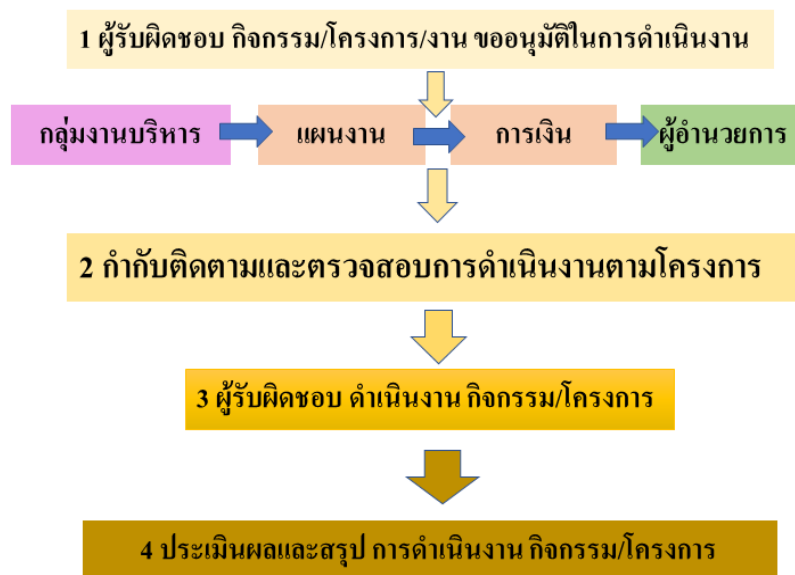 1 ผู้รับผิดชอบ กิจกรรม/โครงการ/งาน ขออนุมัติในการดำเนินงาน
กลุ่มงานบริหาร แผนงาน การเงิน ผู้อำนวยการ
2 กำกับติดตามและตรวจสอบการดำเนินงานตามโครงการ
3 ผู้รับผิดชอบ ดำเนินงาน กิจกรรม/โครงการ
4 ประเมินผลและสรุป การดำเนินงาน กิจกรรม/โครงการ